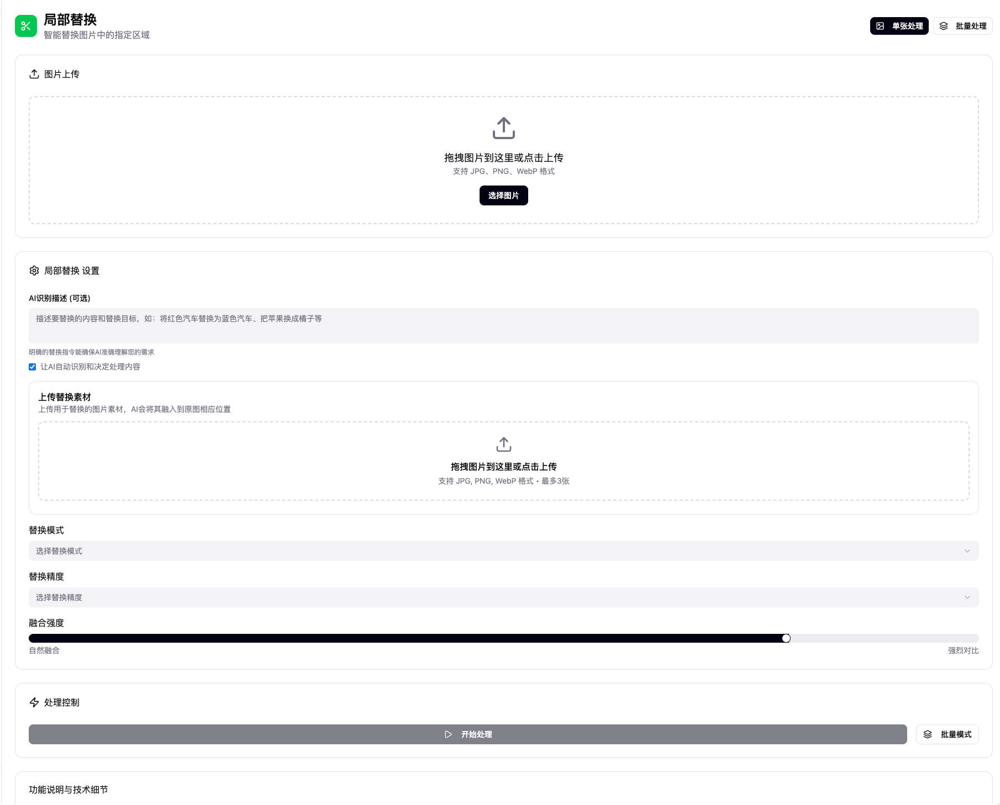 局部替换
智能替换图片中的指定区域
单张处理
批量处理
图片上传
拖拽图片到这里或点击上传
支持 JPG、PNG、WebP 格式
选择图片
局部替换 设置
AI识别描述 (可选)
描述要替换的内容和替换目标，如：将红色汽车替换为蓝色汽车、把苹果换成橘子等
明确的替换指令能确保AI准确理解您的需求
让AI自动识别和决定处理内容
上传替换素材
上传用于替换的图片素材，AI会将其融入到原图相应位置
拖拽图片到这里或点击上传
支持 JPG, PNG, WebP 格式 • 最多3张
替换模式
选择替换模式
替换精度
选择替换精度
融合强度
自然融合
强烈对比
处理控制
开始处理
批量模式
功能说明与技术细节